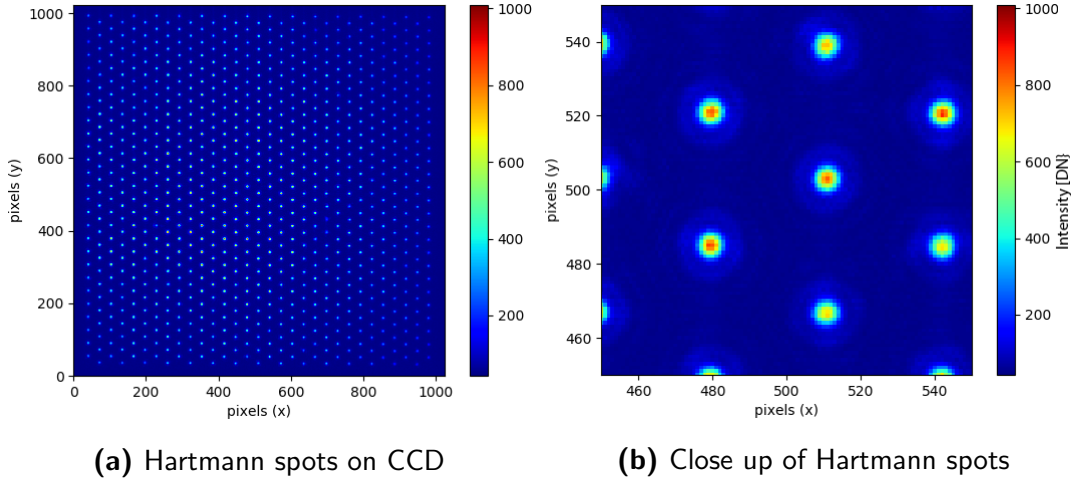 1000
800
600
400
200
0
pixels (y)
0 200 400 600 800 1000
pixels (x)
1000
800
600
400
200
540
520
500
480
460
pixels (y)
460 480 500 520 540
pixels (x)
1000
800
600
400
200
Intensity [DN}
(a) Hartmann spots on CCD
(b) Close up of Hartmann spots